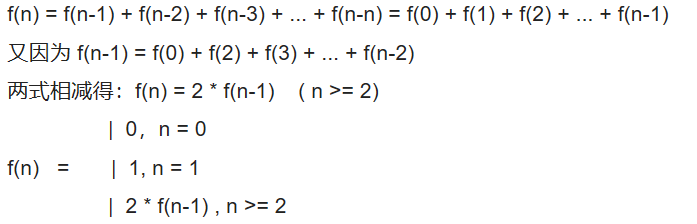 f(n) = f(n-1) + f(n-2) + f(n-3) + ... + f(n-n) = f(0) + f(1) + f(2) + ... + f(n-1)
又因为 f(n-1) = f(0) + f(2) + f(3) + ... + f(n-2)
两式相减得：f(n) = 2 * f(n-1) ( n >= 2)
| 0，n = 0
f(n) = | 1, n = 1
| 2 * f(n-1) , n >= 2